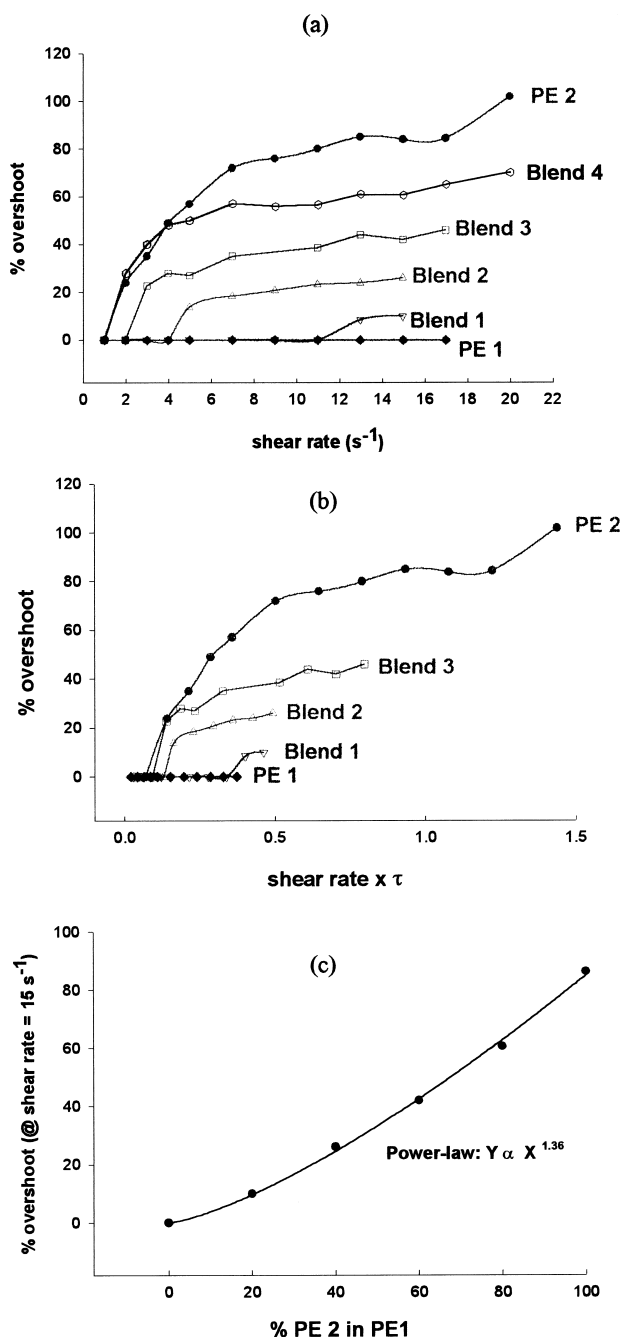 (a)
120
100
80
60
40
20
0
% overshoot
PE 2
Blend 4
Blend 3
Blend 2
Blend 1
PE 1
0 2 4 6 8 10 12 14 16 18 20 22
shear rate (s-1)
(b)
120
100
80
60
40
20
0
% overshoot
PE 2
Blend 3
Blend 2
Blend 1
PE 1
0.0 0.5 1.0 1.5
shear rate x τ
(c)
100
80
60
40
20
0
% overshoot (@ shear rate = 15 s-1)
Power-law: Y α X 1.36
0 20 40 60 80 100
% PE 2 in PE1